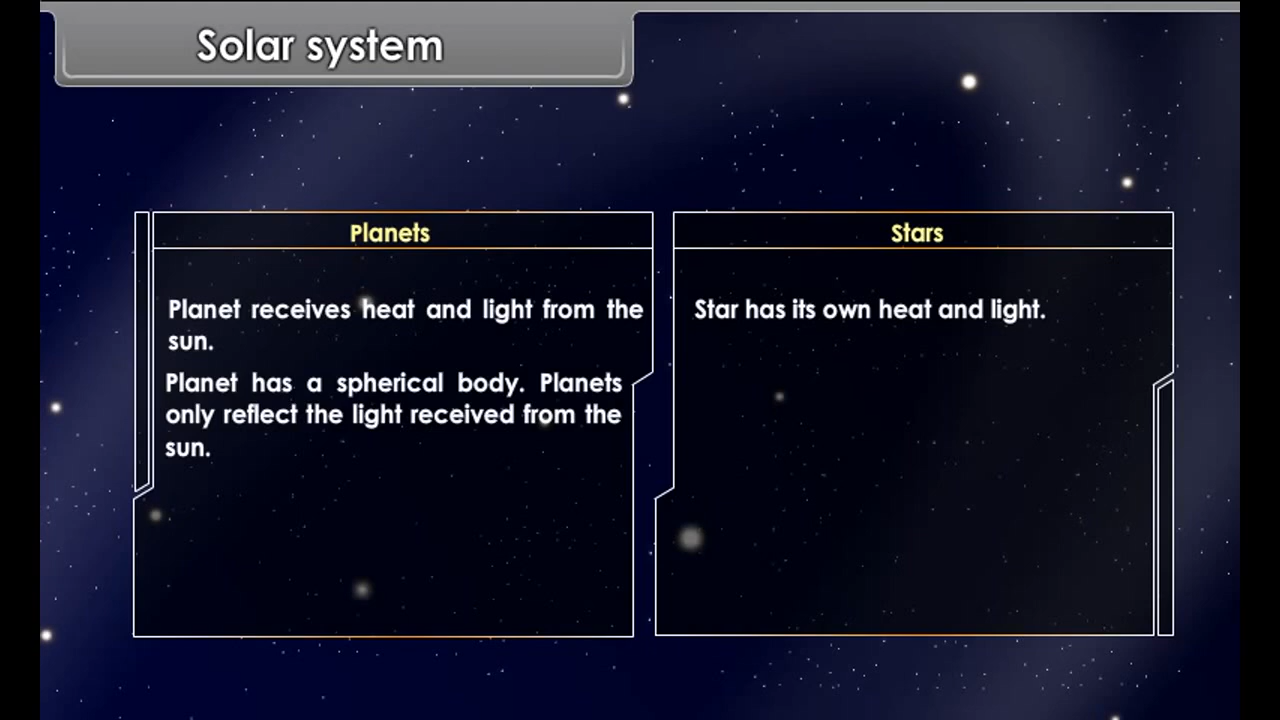 Solar system
Planets
Planet receives heat and light from the
sun.
Planet has a spherical body. Planets
only reflect the light received from the
sun.
Stars
Star has its own heat and light.